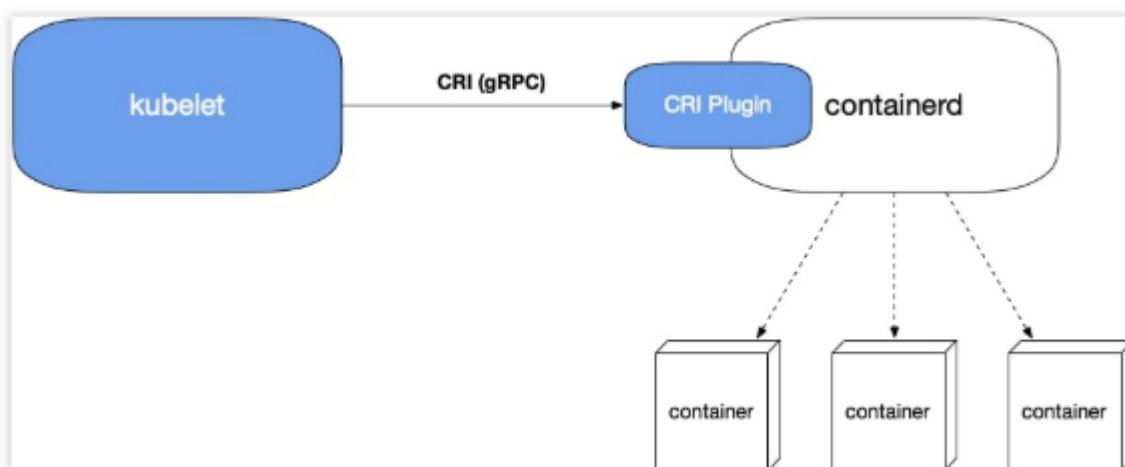 CRI (gRPC)
kubelet
CRI Plugin
containerd
container
container
container